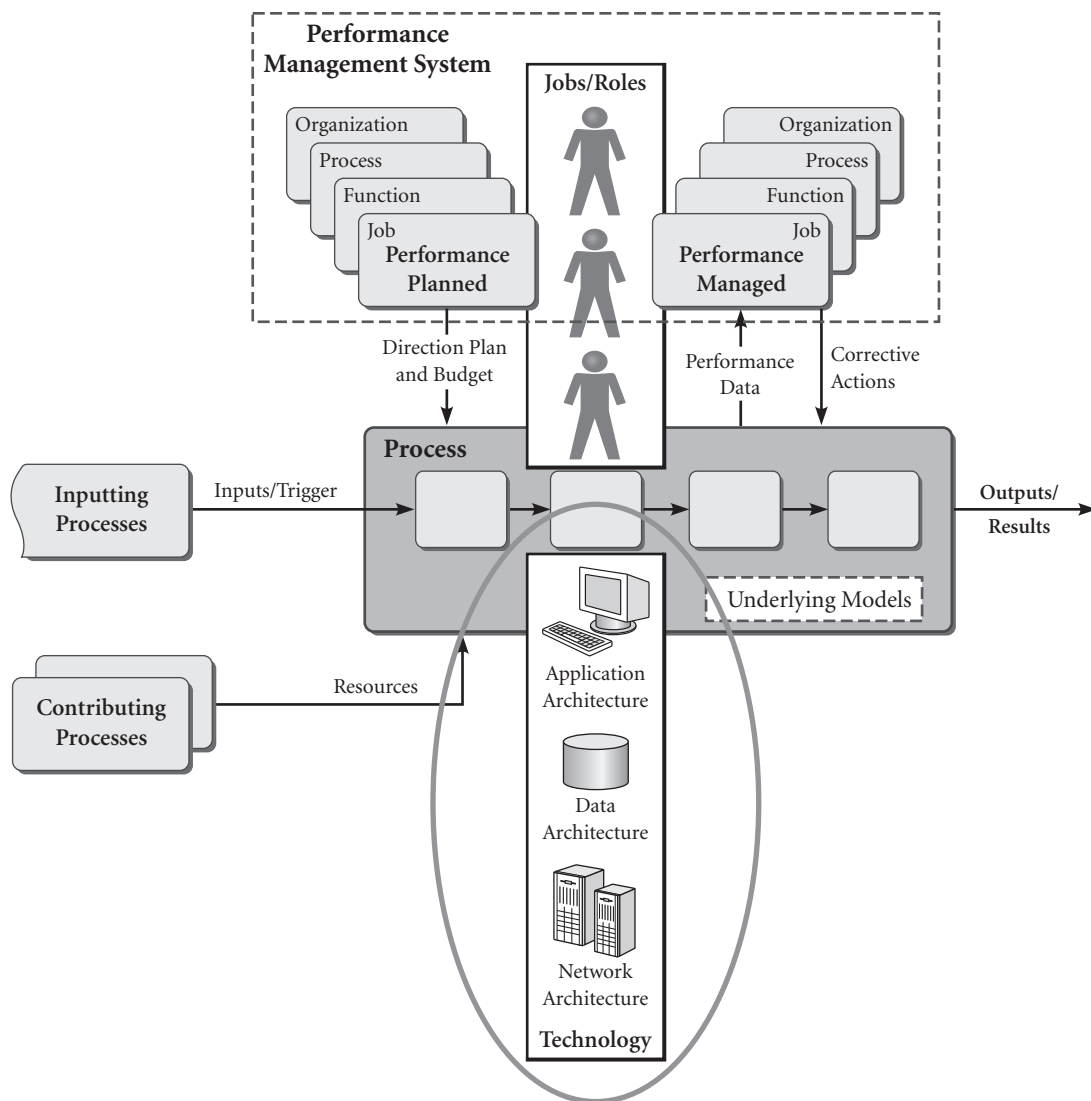 Performance
Management System
Jobs/Roles
Organization
Process
Function
Job
Performance
Planned
Organization
Process
Function
Job
Performance
Managed
Direction Plan
and Budget
Performance
Data
Corrective
Actions
Process
Inputting
Processes
Inputs/Trigger
Outputs/
Results
Underlying Models
Contributing
Processes
Resources
Application
Architecture
Data
Architecture
Network
Architecture
Technology